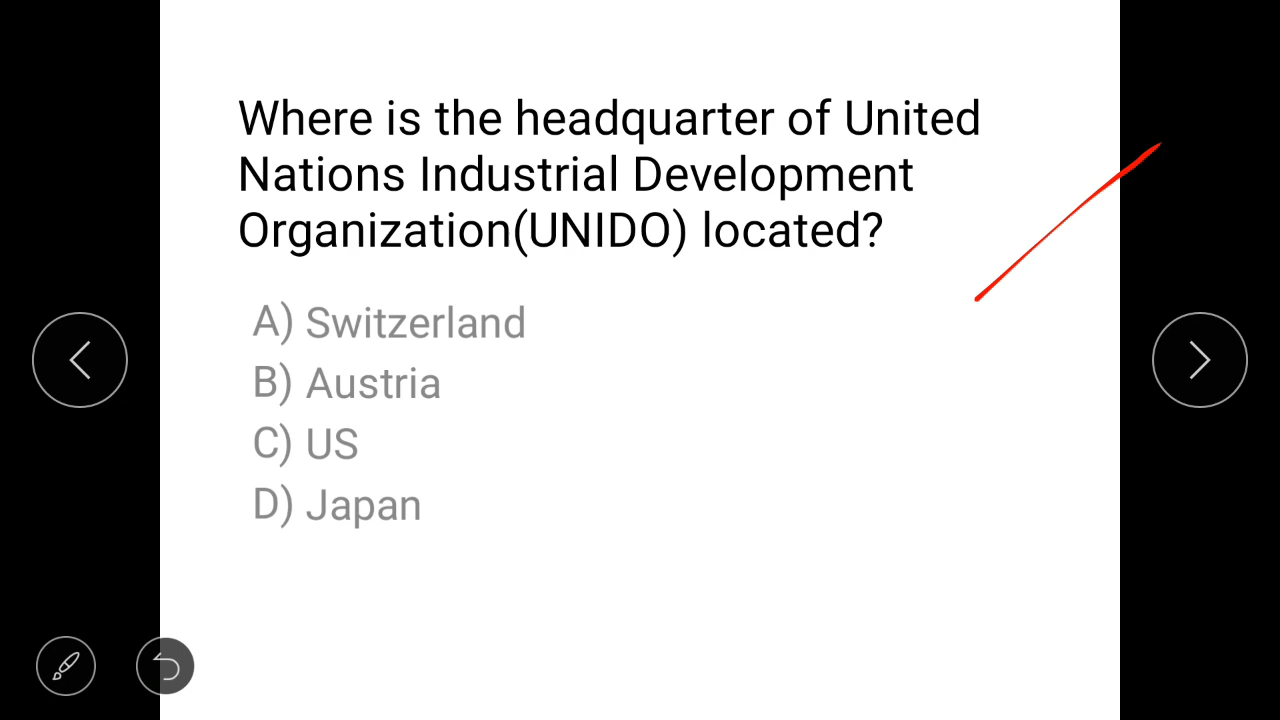 Where is the headquarter of United
Nations Industrial Development
Organization(UNIDO) located?
A) Switzerland
B) Austria
C) US
D) Japan